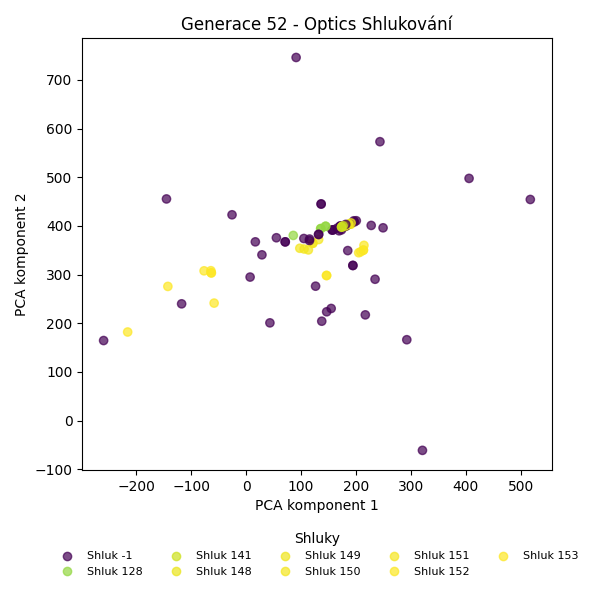 Generace 52 - Optics Shlukování
PCA komponent 2
700
600
500
400
300
200
100
0
−100
−200
−100
0
100
200
300
400
500
PCA komponent 1
Shluky
Shluk -1
Shluk 141
Shluk 149
Shluk 151
Shluk 153
Shluk 128
Shluk 148
Shluk 150
Shluk 152